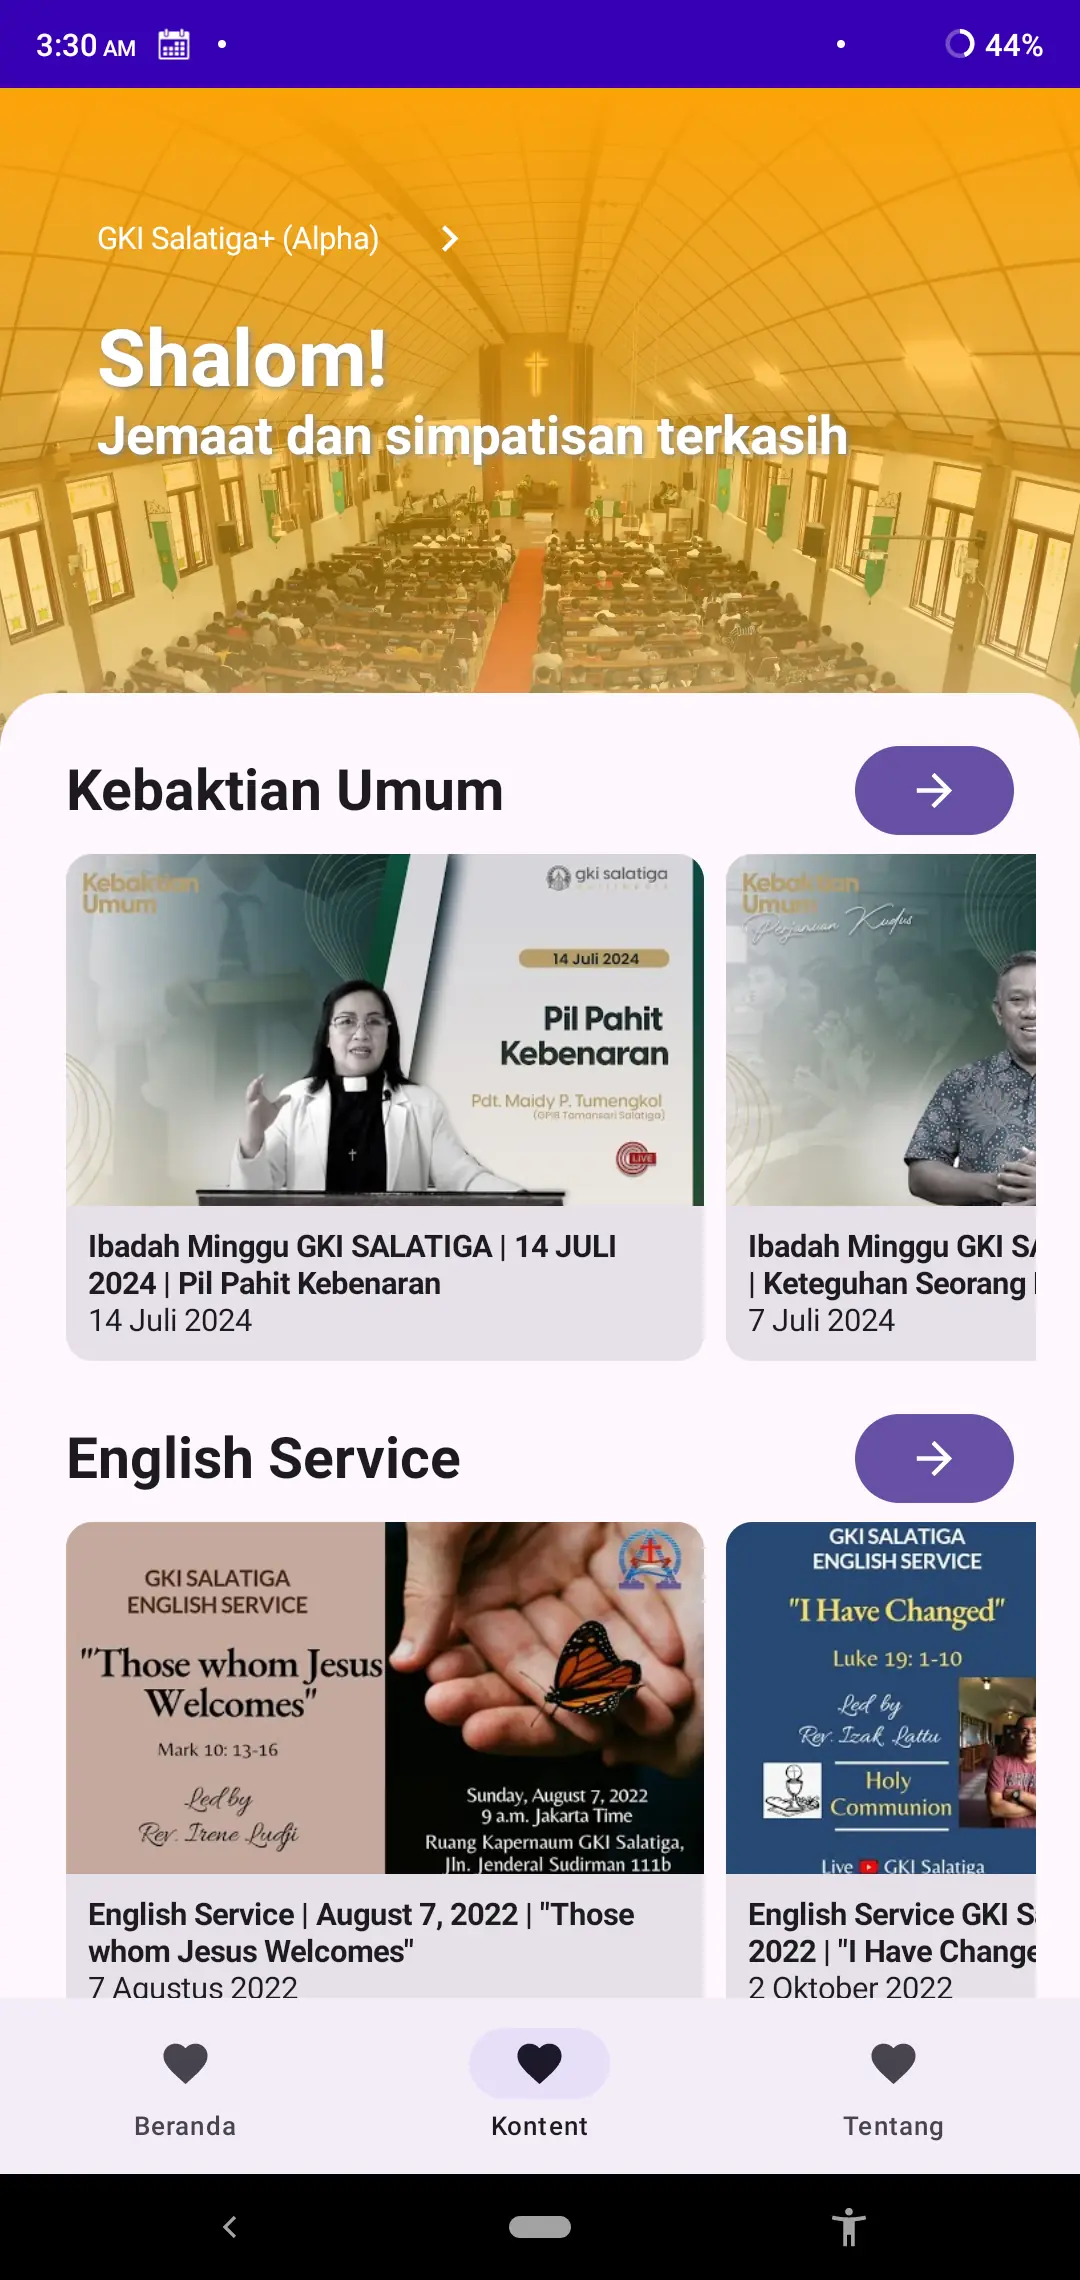 3:30 AM
44%
GKI Salatiga+ (Alpha)
Shalom!
Jemaat dan simpatisan terkasih
Kebaktian Umum
Kebaktian
Umum
gki salatiga
14 Juli 2024
Pil Pahit
Kebenaran
Pdt. Maidy P. Tumengkol
(GPIB Tamansari Salatiga)
LIVE
Ibadah Minggu GKI SALATIGA | 14 JULI
2024 | Pil Pahit Kebenaran
14 Juli 2024
Kebaktian
Umum
Perjamuan Kudus
Ibadah Minggu GKI SA
| Keteguhan Seorang
7 Juli 2024
English Service
GKI SALATIGA
ENGLISH SERVICE
"Those whom Jesus
Welcomes"
Mark 10: 13-16
Led by
Rev. Irene Ludji
Sunday, August 7, 2022
9 a.m. Jakarta Time
Ruang Kapernaum GKI Salatiga,
Jln. Jenderal Sudirman 111b
English Service | August 7, 2022 | "Those
whom Jesus Welcomes"
7 Agustus 2022
GKI SALATIGA
ENGLISH SERVICE
"I Have Changed"
Luke 19: 1-10
Led by
Rev. Izak Lattu
Holy
Communion
Live GKI Salatiga
English Service GKI S
2022 | "I Have Change
2 Oktober 2022
Beranda
Kontent
Tentang